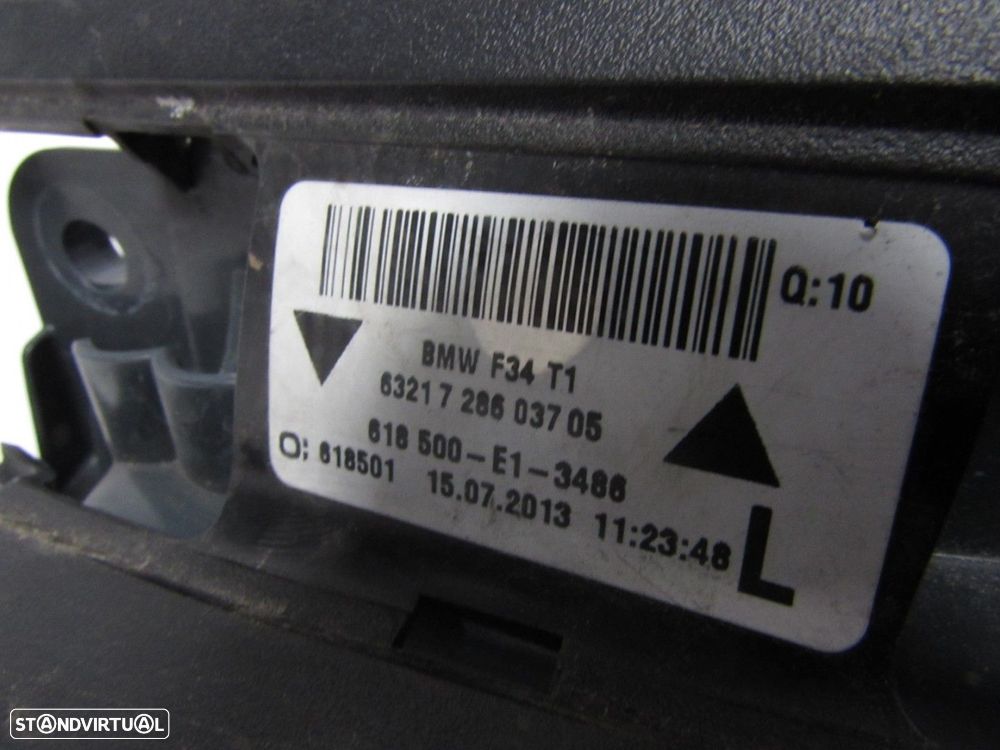 Q:10
BMW F34 T1
6321 7 286 037 05
618 500-E1-3486
O; 618501 15.07.2013 11:23:48
L
STANDVIRTUAL